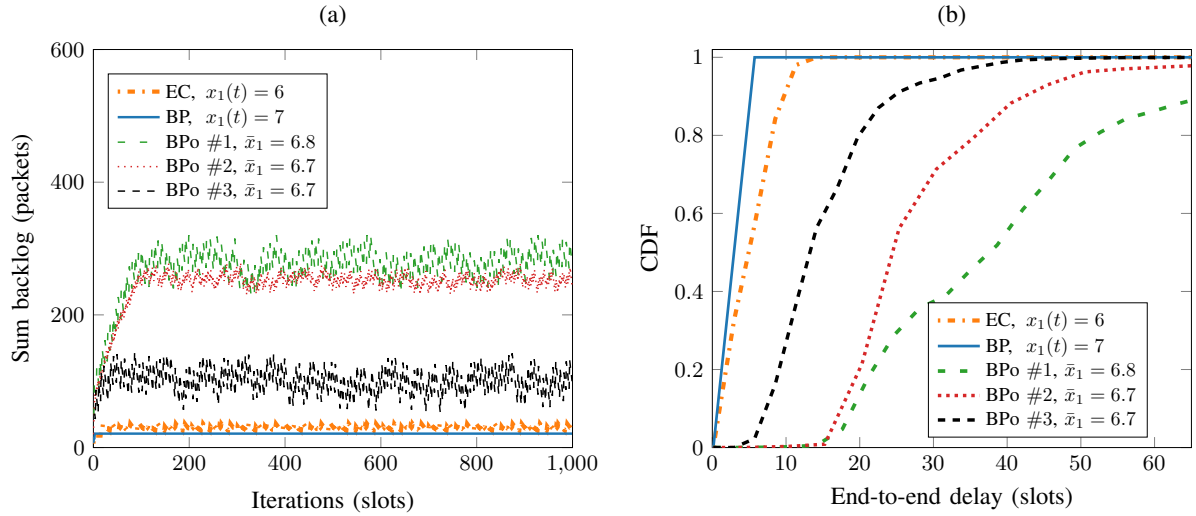 (a)
600
400
200
0
Sum backlog (packets)
EC, x₁(t) = 6
BP, x₁(t) = 7
BPo #1, x̄₁ = 6.8
BPo #2, x̄₁ = 6.7
BPo #3, x̄₁ = 6.7
0 200 400 600 800 1,000
Iterations (slots)
(b)
1
0.8
0.6
0.4
0.2
0
CDF
EC, x₁(t) = 6
BP, x₁(t) = 7
BPo #1, x̄₁ = 6.8
BPo #2, x̄₁ = 6.7
BPo #3, x̄₁ = 6.7
0 10 20 30 40 50 60
End-to-end delay (slots)